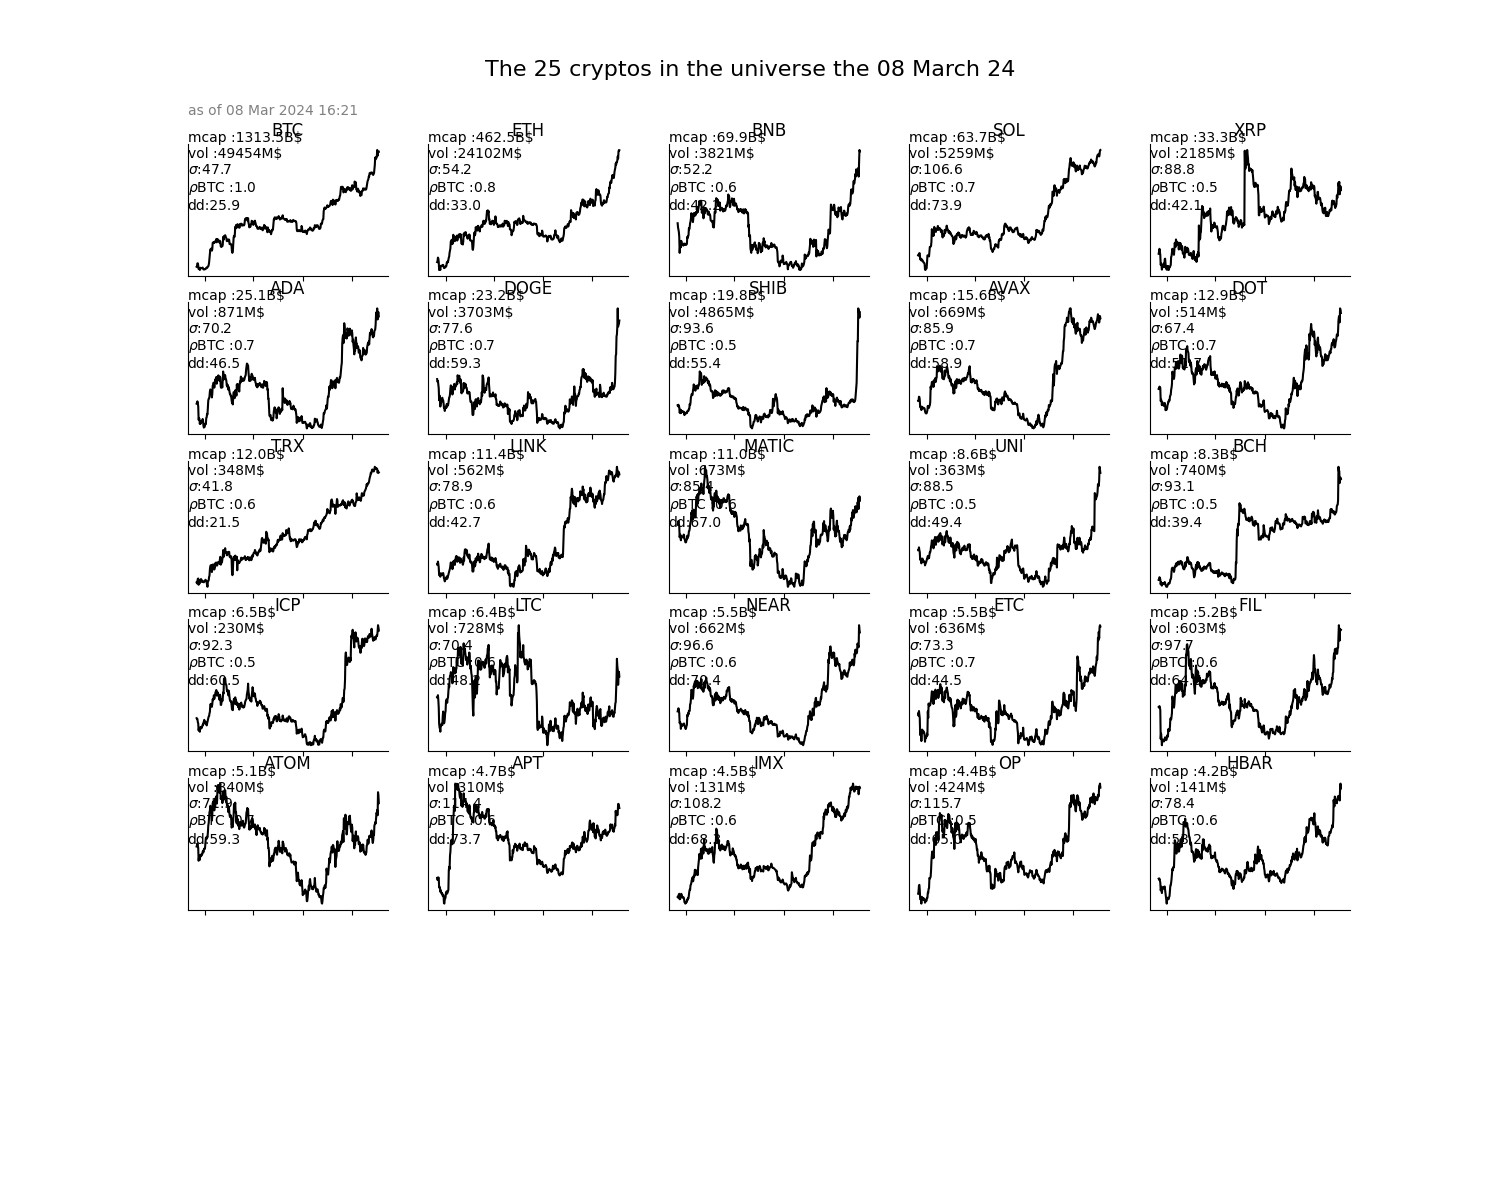 The 25 cryptos in the universe the 08 March 24
as of 08 Mar 2024 16:21
BTC
mcap :1313.5B$
vol :49454M$
σ:47.7
ρBTC :1.0
dd:25.9
ETH
mcap :462.5B$
vol :24102M$
σ:54.2
ρBTC :0.8
dd:33.0
BNB
mcap :69.9B$
vol :3821M$
σ:52.2
ρBTC :0.6
SOL
mcap :63.7B$
vol :5259M$
σ:106.6
ρBTC :0.7
dd:73.9
XRP
mcap :33.3B$
vol :2185M$
σ:88.8
ρBTC :0.5
dd:42.1
ADA
mcap :25.1B$
vol :871M$
σ:70.2
ρBTC :0.7
dd:46.5
DOGE
mcap :23.2B$
vol :3703M$
σ:77.6
ρBTC :0.7
dd:59.3
SHIB
mcap :19.8B$
vol :4865M$
σ:93.6
ρBTC :0.5
dd:55.4
AVAX
mcap :15.6B$
vol :669M$
σ:85.9
ρBTC :0.7
dd:58.9
DOT
mcap :12.9B$
vol :514M$
σ:67.4
ρBTC :0.7
TRX
mcap :12.0B$
vol :348M$
σ:41.8
ρBTC :0.6
dd:21.5
LINK
mcap :11.4B$
vol :562M$
σ:78.9
ρBTC :0.6
dd:42.7
MATIC
mcap :11.0B$
vol :673M$
σ:85.4
ρBTC :0.6
dd:67.0
UNI
mcap :8.6B$
vol :363M$
σ:88.5
ρBTC :0.5
dd:49.4
BCH
mcap :8.3B$
vol :740M$
σ:93.1
ρBTC :0.5
dd:39.4
ICP
mcap :6.5B$
vol :230M$
σ:92.3
ρBTC :0.5
dd:60.5
LTC
mcap :6.4B$
vol :728M$
σ:70.4
ρBTC :0.6
dd:48.2
NEAR
mcap :5.5B$
vol :662M$
σ:96.6
ρBTC :0.6
ETC
mcap :5.5B$
vol :636M$
σ:73.3
ρBTC :0.7
dd:44.5
FIL
mcap :5.2B$
vol :603M$
ρBTC :0.6
ATOM
mcap :5.1B$
ρBTC :0.7
dd:59.3
APT
mcap :4.7B$
vol :310M$
ρBTC :0.6
dd:73.7
IMX
mcap :4.5B$
vol :131M$
σ:108.2
ρBTC :0.6
OP
mcap :4.4B$
vol :424M$
σ:115.7
ρBTC :0.5
HBAR
mcap :4.2B$
vol :141M$
σ:78.4
ρBTC :0.6